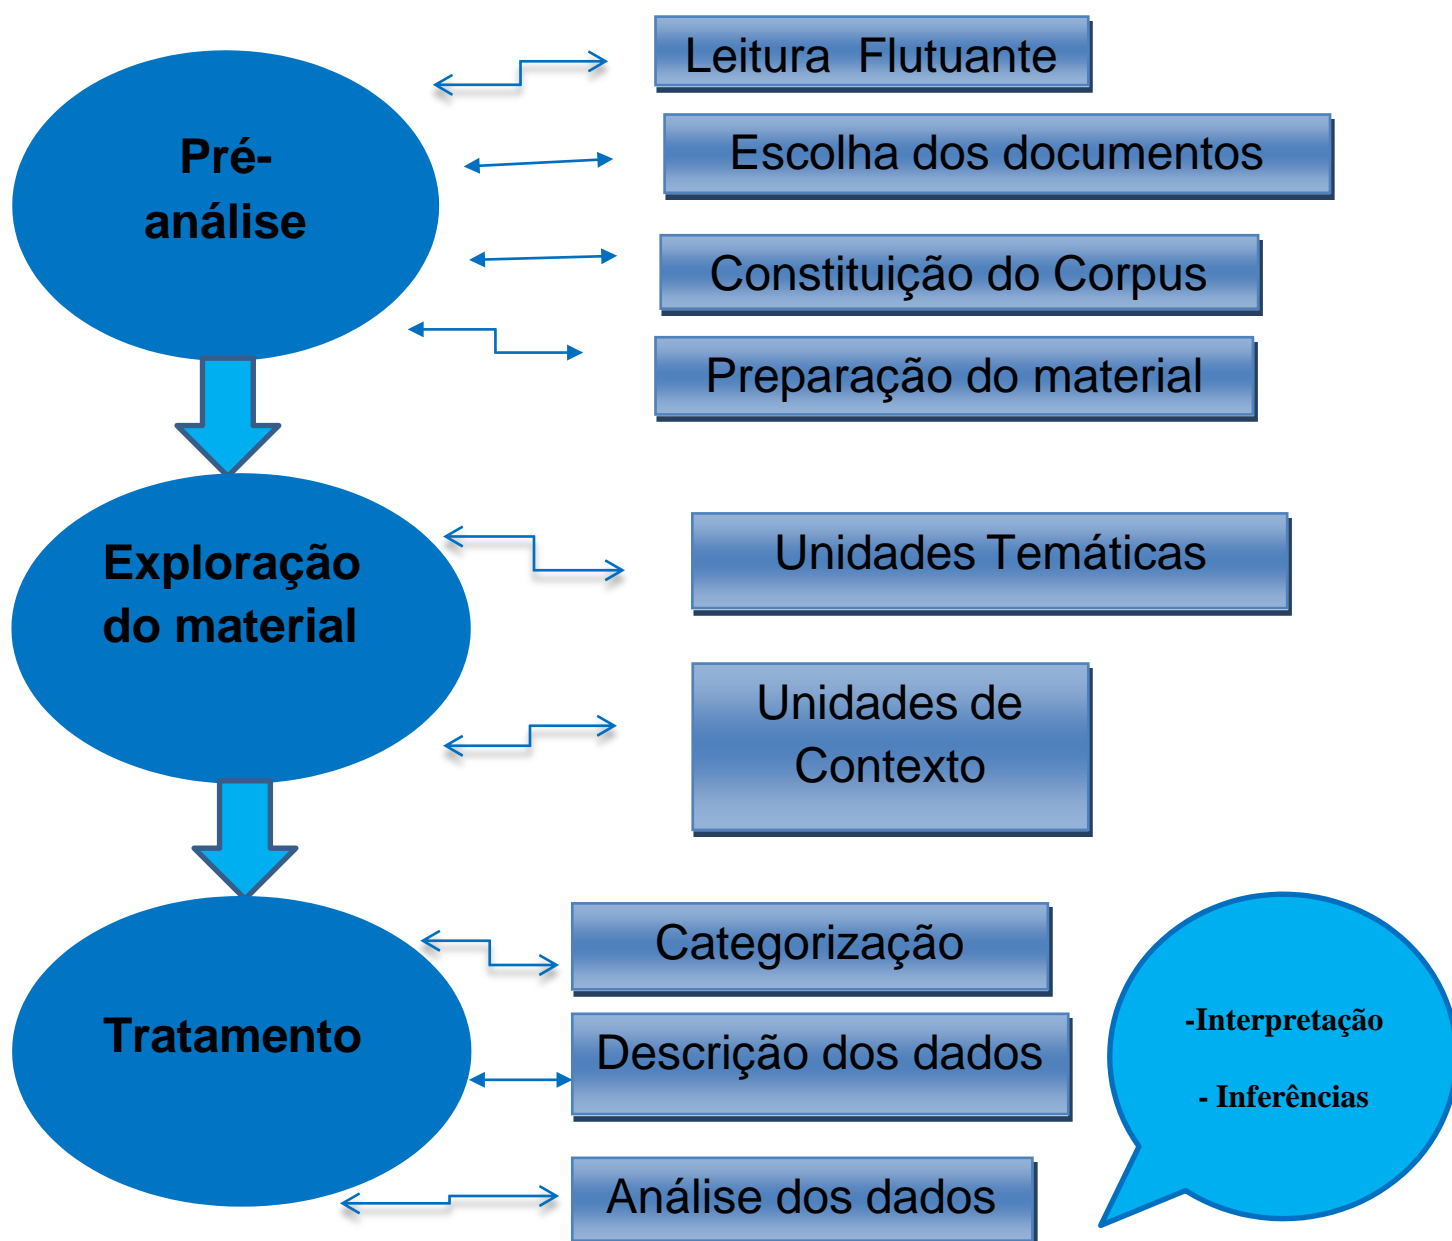 Pré-
análise
Leitura Flutuante
Escolha dos documentos
Constituição do Corpus
Preparação do material
Exploração
do material
Unidades Temáticas
Unidades de
Contexto
Tratamento
Categorização
Descrição dos dados
Análise dos dados
-Interpretação
- Inferências